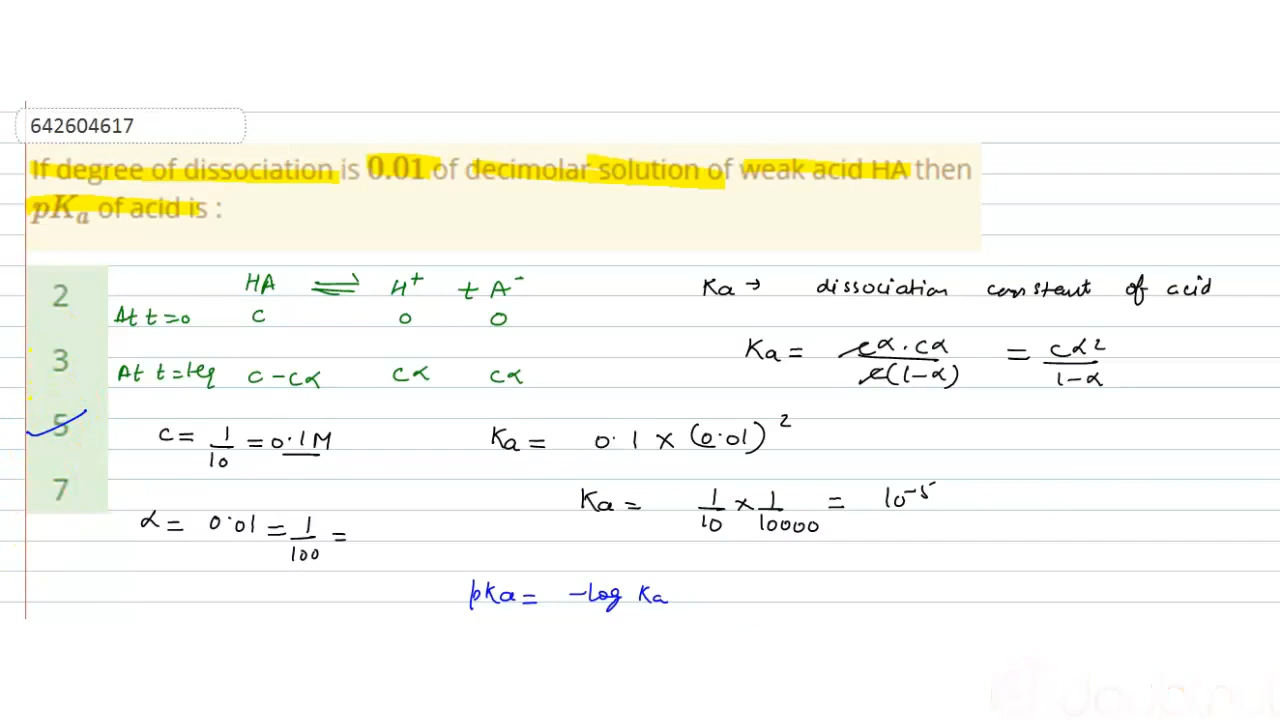 642604617
If degree of dissociation is 0.01 of decimolar solution of weak acid HA then
pKa of acid is :
2
3
5
7
HA ⇌ H⁺ + A⁻
At t=0 C 0 0
At t=teq C-Cα Cα Cα
C = 1/10 = 0.1M
α = 0.01 = 1/100 =
Ka → dissociation constant of acid
Ka = Cα.Cα/C(1-α) = Cα²/1-α
Ka = 0.1 × (0.01)²
Ka = 1/10 × 1/10000 = 10⁻⁵
pKa = -log Ka